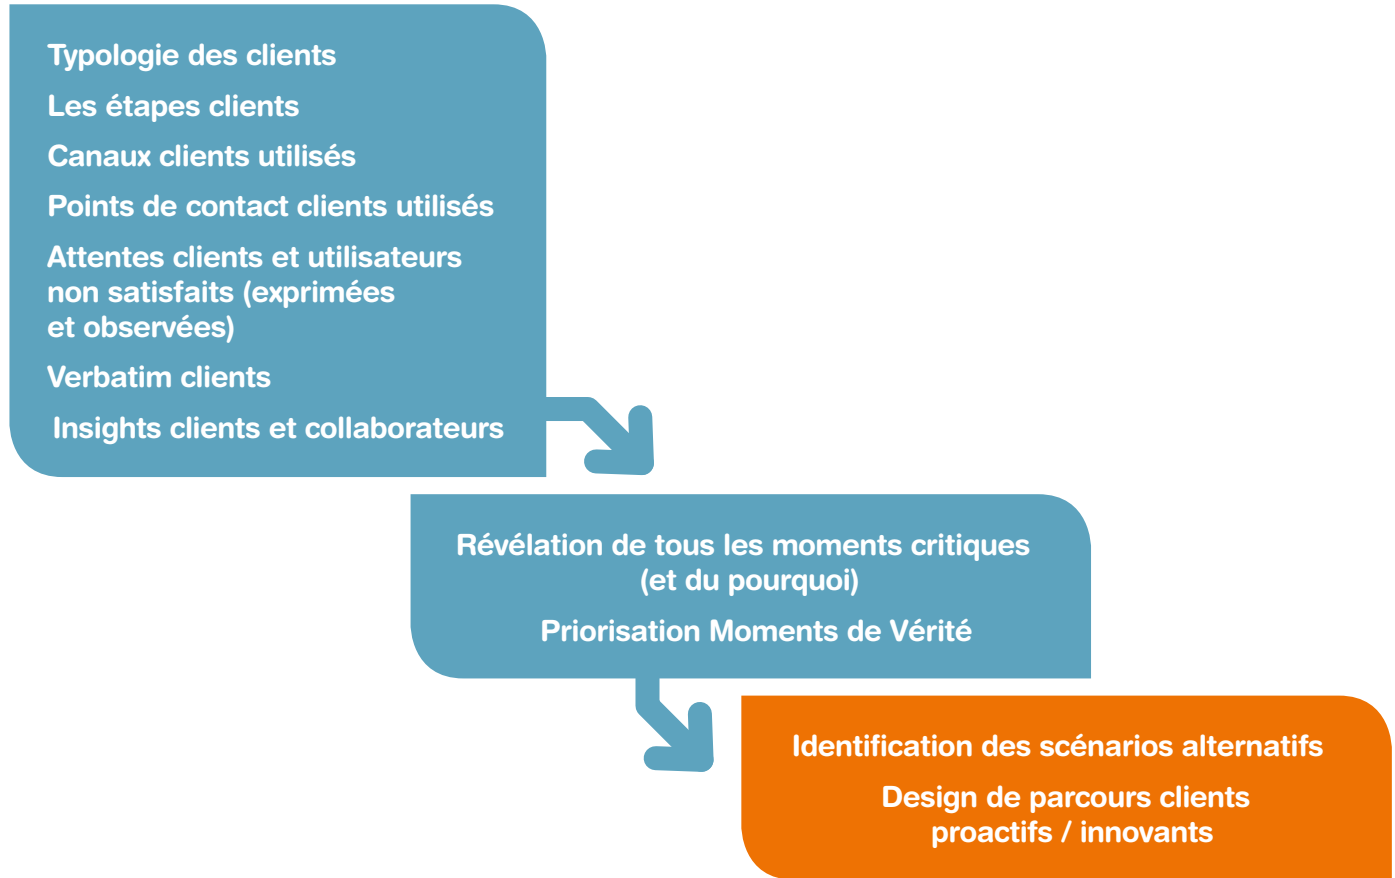 Typologie des clients
Les étapes clients
Canaux clients utilisés
Points de contact clients utilisés
Attentes clients et utilisateurs
non satisfaits (exprimées
et observées)
Verbatim clients
Insights clients et collaborateurs
Révélation de tous les moments critiques
(et du pourquoi)
Priorisation Moments de Vérité
Identification des scénarios alternatifs
Design de parcours clients
proactifs / innovants